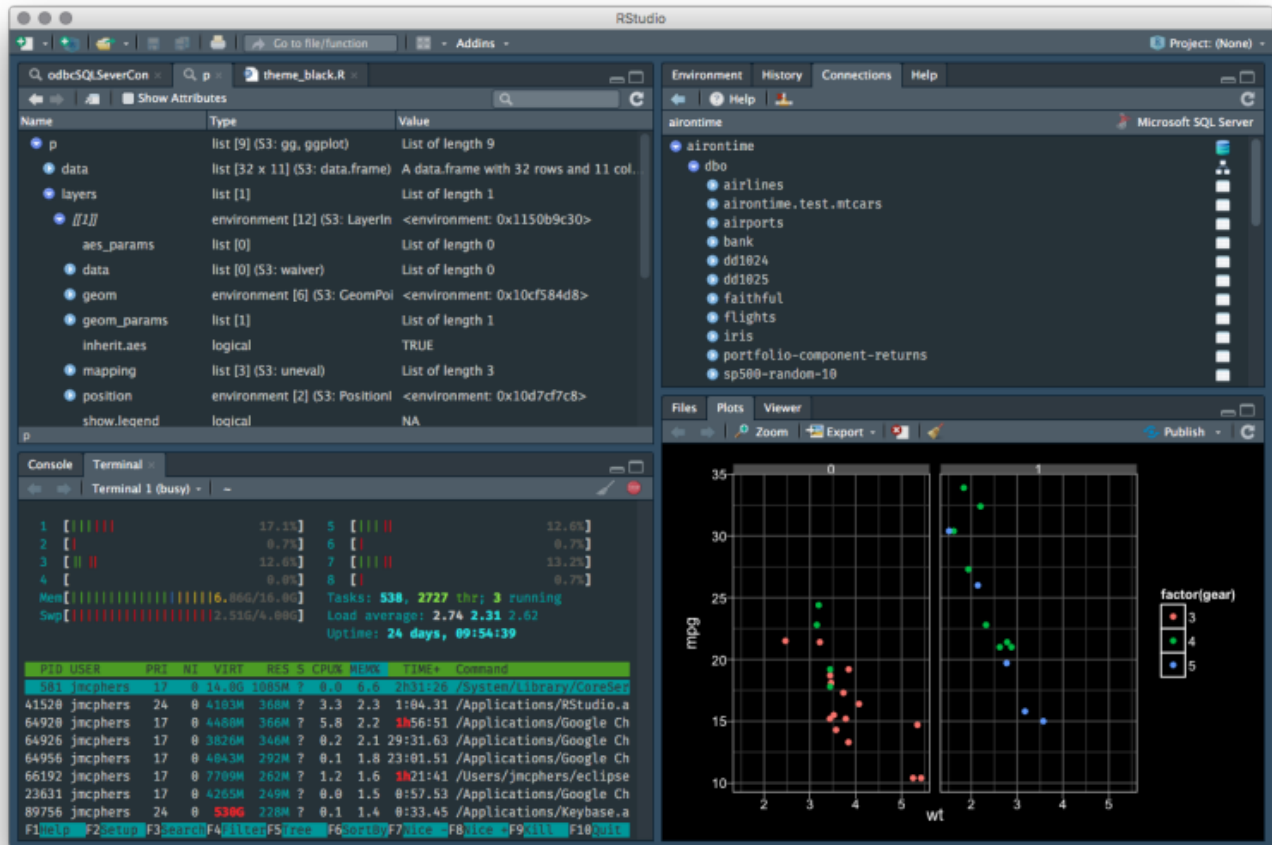 RStudio
Go to file/function Addins Project: (None)
odbcSQLSeverCon p theme_black.R
Show Attributes
Name Type Value
p list [9] (S3: gg, ggplot) List of length 9
data list [32 x 11] (S3: data.frame) A data.frame with 32 rows and 11 col...
layers list [1] List of length 1
[[1]] environment [12] (S3: LayerIn <environment: 0x1150b9c30>
aes_params list [0] List of length 0
data list [0] (S3: waiver) List of length 0
geom environment [6] (S3: GeomPoi <environment: 0x10cf584d8>
geom_params list [1] List of length 1
inherit.aes logical TRUE
mapping list [3] (S3: uneval) List of length 3
position environment [2] (S3: PositionI <environment: 0x10d7cf7c8>
show.legend logical NA
p
Environment History Connections Help
Help
airontime Microsoft SQL Server
airontime
dbo
airlines
airontime.test.mtcars
airports
bank
dd1024
dd1025
faithful
flights
iris
portfolio-component-returns
sp500-random-10
Console Terminal
Terminal 1 (busy) ~
1 [|||||| 17.1%] 5 [||||| 12.6%]
2 [| 0.7%] 6 [| 0.7%]
3 [|| || 12.6%] 7 [||||| 13.2%]
4 [ 0.0%] 8 [| 0.7%]
Mem[||||||||||||||||||6.86G/16.0G] Tasks: 538, 2727 thr; 3 running
Swp[||||||||||||||||||2.51G/4.00G] Load average: 2.74 2.31 2.62
Uptime: 24 days, 09:54:39
PID USER PRI NI VIRT RES S CPU% MEM% TIME+ Command
581 jmcphers 17 0 14.0G 1085M ? 0.0 6.6 2h31:26 /System/Library/CoreSer
41520 jmcphers 24 0 4103M 368M ? 3.3 2.3 1:04.31 /Applications/RStudio.a
64920 jmcphers 17 0 4480M 366M ? 5.8 2.2 1h56:51 /Applications/Google Ch
64926 jmcphers 17 0 3826M 346M ? 0.2 2.1 29:31.63 /Applications/Google Ch
64956 jmcphers 17 0 4043M 292M ? 0.1 1.8 23:01.51 /Applications/Google Ch
66192 jmcphers 17 0 7709M 262M ? 1.2 1.6 1h21:41 /Users/jmcphers/eclipse
23631 jmcphers 17 0 4265M 249M ? 0.0 1.5 0:57.53 /Applications/Google Ch
89756 jmcphers 24 0 530G 228M ? 0.1 1.4 0:33.45 /Applications/Keybase.a
F1Help F2Setup F3Search F4Filter F5Tree F6SortBy F7Nice - F8Nice + F9Kill F10Quit
Files Plots Viewer
Zoom Export Publish
0 1
35
30
25
20
15
10
mpg
2 3 4 5 2 3 4 5
wt
factor(gear)
3
4
5